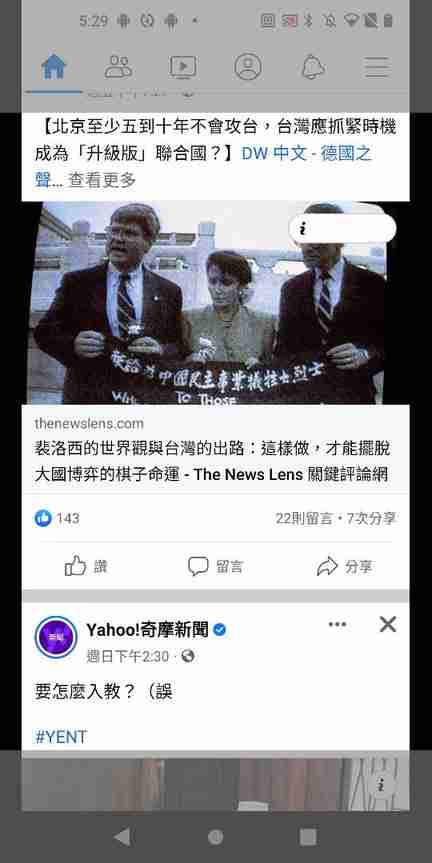 5:29
【北京至少五到十年不會攻台，台灣應抓緊時機
成為「升級版」聯合國？】DW 中文 - 德國之
聲... 查看更多
献给为中國民主事業犧牲士烈士
TO THOSE
thenewslens.com
裴洛西的世界觀與台灣的出路：這樣做，才能擺脫
大國博弈的棋子命運 - The News Lens 關鍵評論網
143
22則留言・7次分享
讚
留言
分享
Yahoo!奇摩新聞
週日下午2:30
要怎麼入教？（誤
#YENT